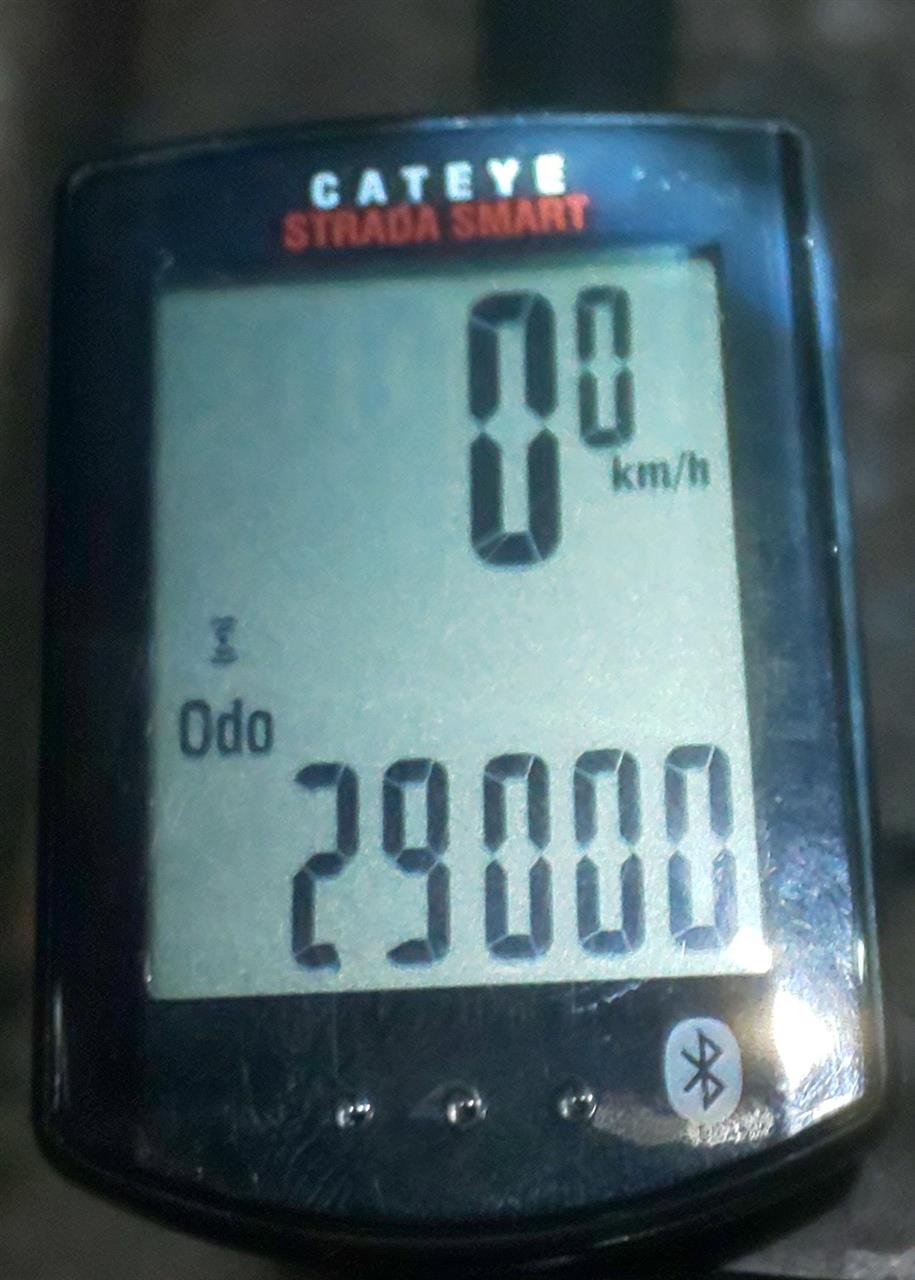 CATEYE
STRADA SMART
00
km/h
Odo
29000